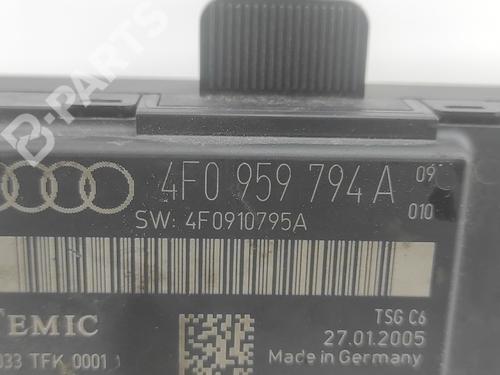 B-PARTS
4F0 959 794 A 09
010
SW: 4F0910795A
TEMIC
TSG C6
27.01.2005
033 TFK 0001
Made in Germany